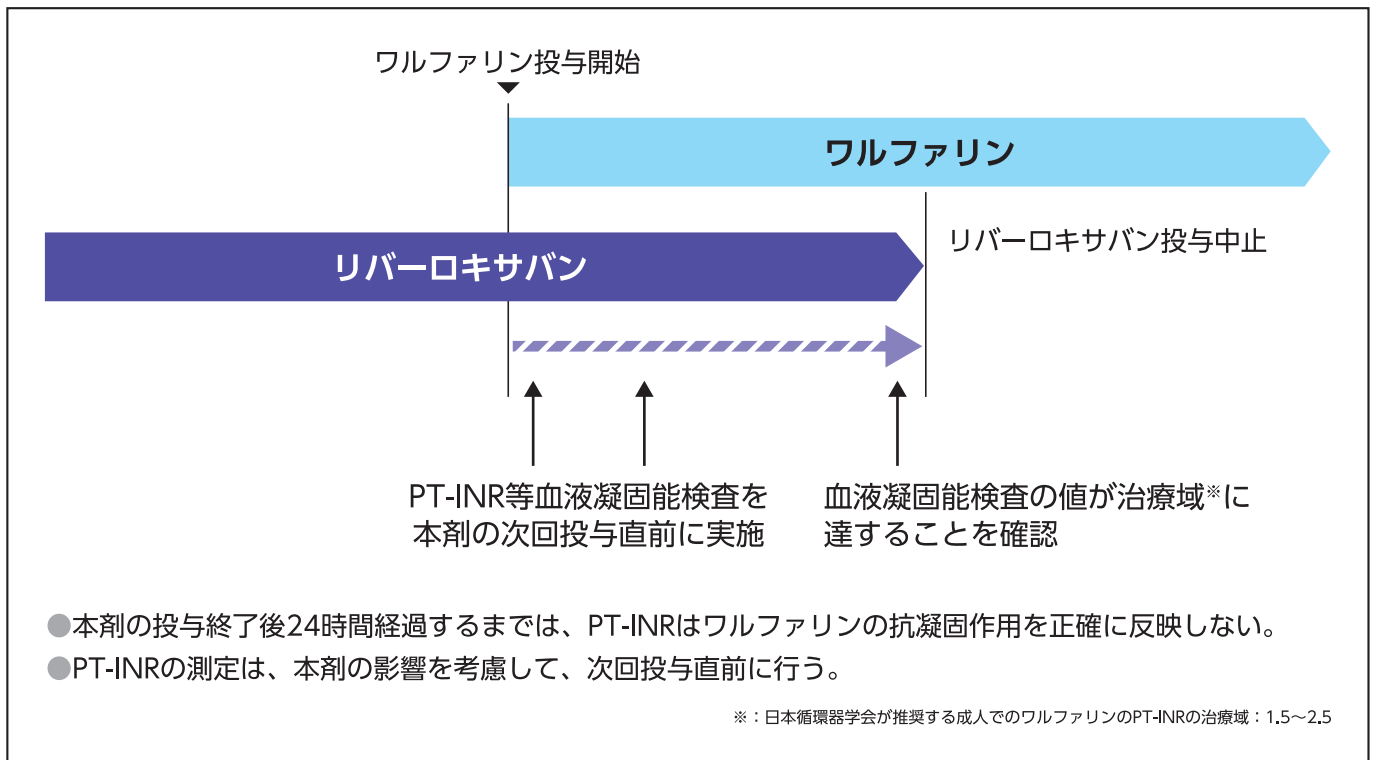 ワルファリン投与開始
ワルファリン
リバーロキサバン投与中止
リバーロキサバン
PT-INR等血液凝固能検査を
本剤の次回投与直前に実施
血液凝固能検査の値が治療域※に
達することを確認
●本剤の投与終了後24時間経過するまでは、PT-INRはワルファリンの抗凝固作用を正確に反映しない。
●PT-INRの測定は、本剤の影響を考慮して、次回投与直前に行う。
※：日本循環器学会が推奨する成人でのワルファリンのPT-INRの治療域：1.5～2.5